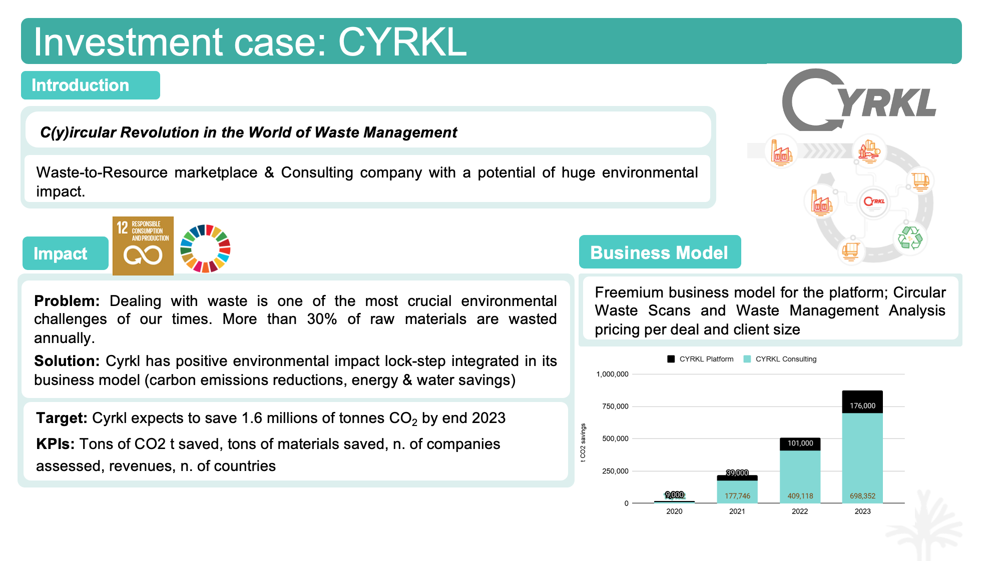 Investment case: CYRKL
Introduction
CYRKL
C(y)ircular Revolution in the World of Waste Management
Waste-to-Resource marketplace & Consulting company with a potential of huge environmental
impact.
CYRKL
12 RESPONSIBLE
CONSUMPTION
AND PRODUCTION
Impact
Business Model
Problem: Dealing with waste is one of the most crucial environmental
challenges of our times. More than 30% of raw materials are wasted
annually.
Solution: Cyrkl has positive environmental impact lock-step integrated in its
business model (carbon emissions reductions, energy & water savings)
Target: Cyrkl expects to save 1.6 millions of tonnes CO₂ by end 2023
KPIs: Tons of CO2 t saved, tons of materials saved, n. of companies
assessed, revenues, n. of countries
Freemium business model for the platform; Circular
Waste Scans and Waste Management Analysis
pricing per deal and client size
CYRKL Platform CYRKL Consulting
t CO2 savings
1,000,000
750,000
500,000
250,000
0
9,000
39,000
177,746
101,000
409,118
176,000
698,352
2020 2021 2022 2023